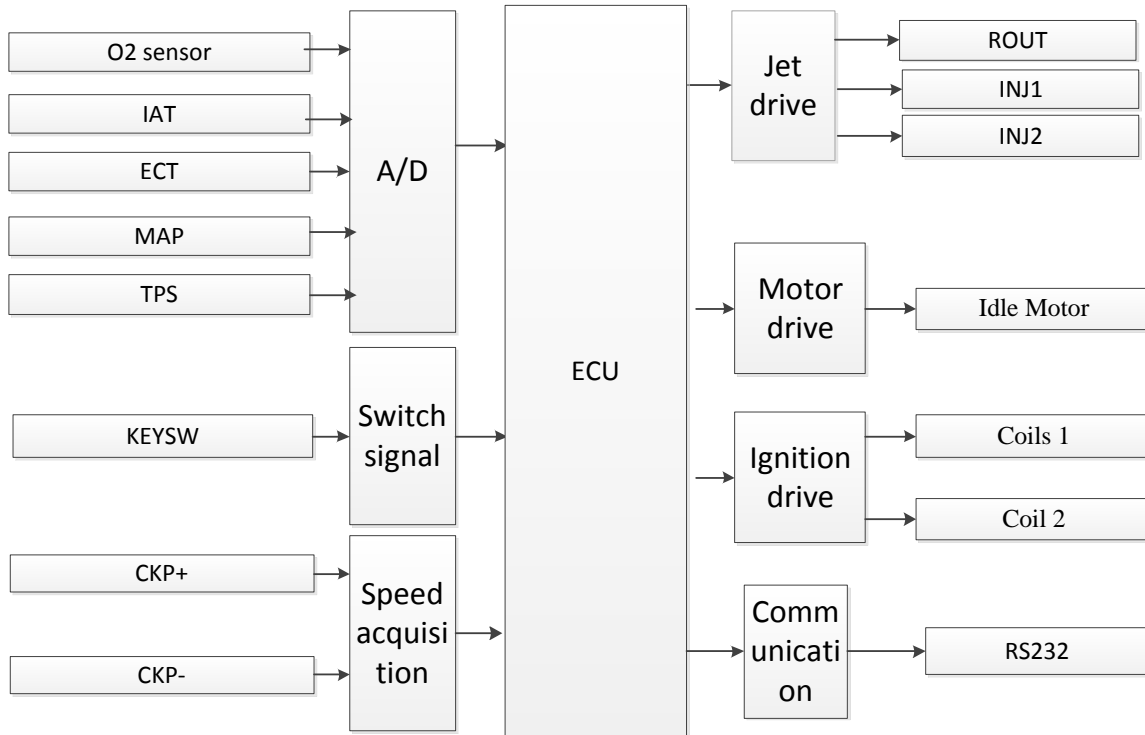 O2 sensor
IAT
ECT
MAP
TPS
A/D
KEYSW
Switch
signal
CKP+
CKP-
Speed
acquisi
tion
ECU
Jet
drive
ROUT
INJ1
INJ2
Motor
drive
Idle Motor
Ignition
drive
Coils 1
Coil 2
Comm
unicati
on
RS232